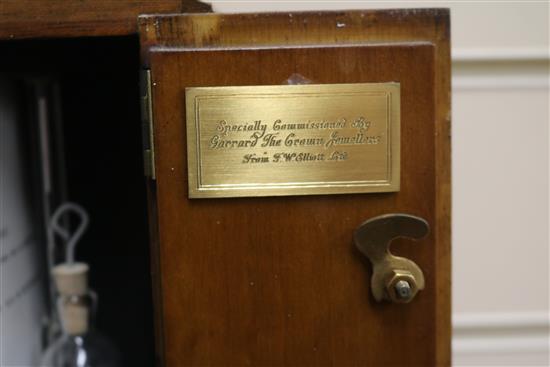 Specially Commissioned By
Garrard The Crown Jewellers
From F.W. Elliott Ltd